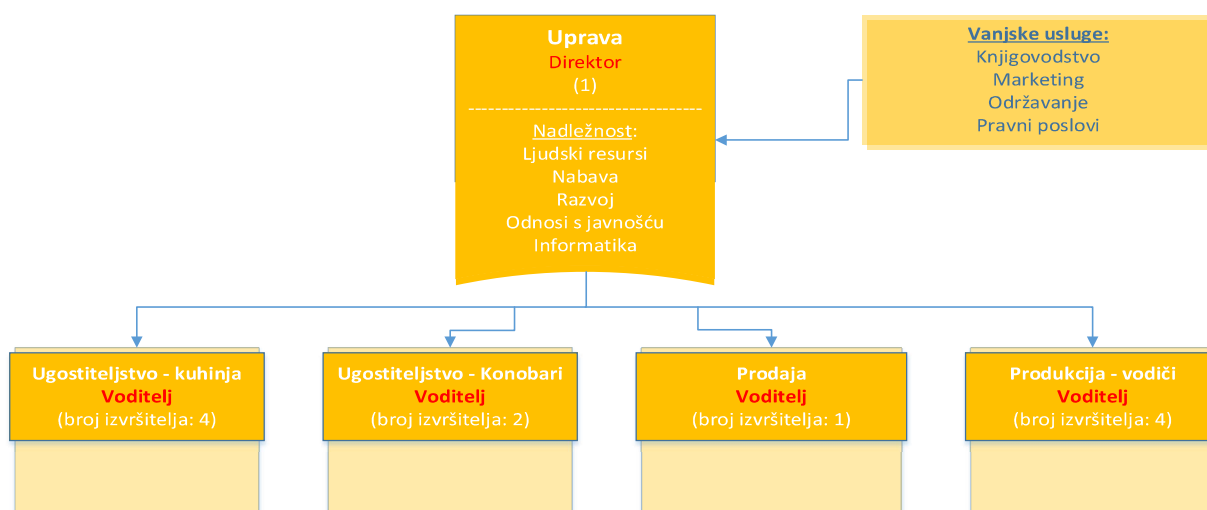 Uprava
Direktor
(1)
-----------------------------------
Nadležnost:
Ljudski resursi
Nabava
Razvoj
Odnosi s javnošću
Informatika
Vanjske usluge:
Knjigovodstvo
Marketing
Održavanje
Pravni poslovi
Ugostiteljstvo - kuhinja
Voditelj
(broj izvršitelja: 4)
Ugostiteljstvo - Konobari
Voditelj
(broj izvršitelja: 2)
Prodaja
Voditelj
(broj izvršitelja: 1)
Produkcija - vodiči
Voditelj
(broj izvršitelja: 4)